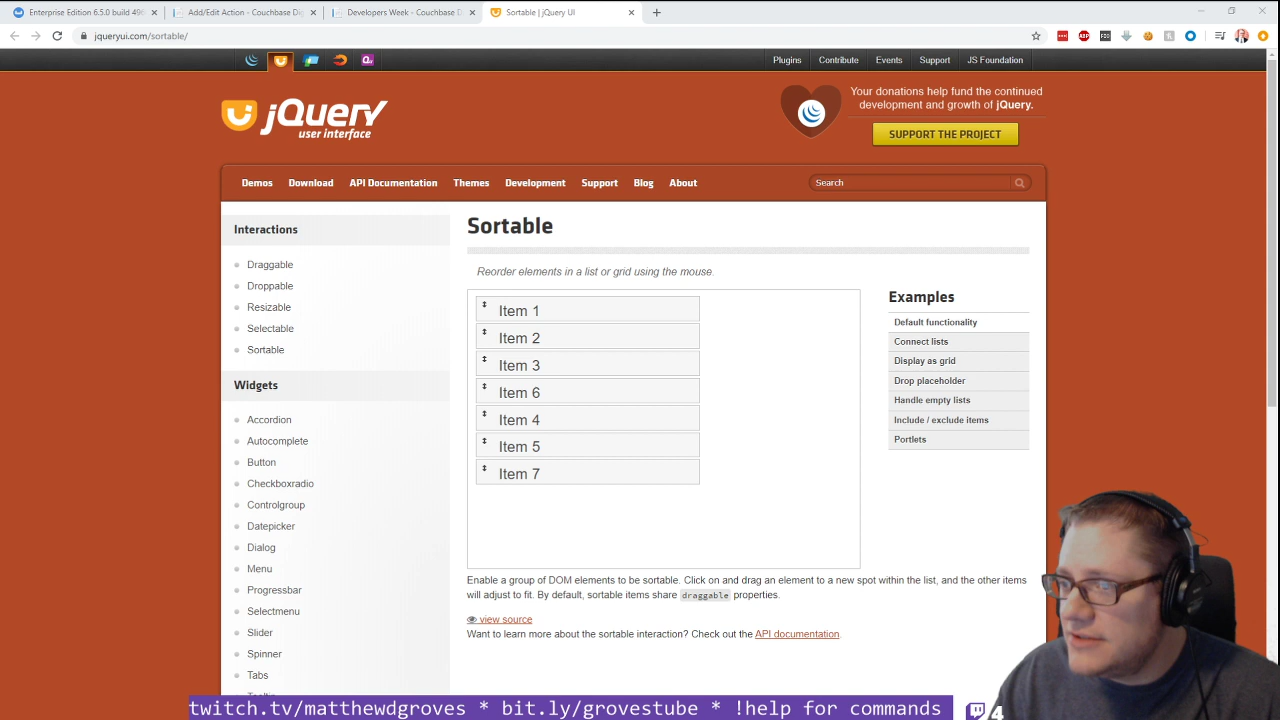 Enterprise Edition 6.5.0 build 496
Add/Edit Action - Couchbase Dig
Developers Week - Couchbase D
Sortable | jQuery UI
jqueryui.com/sortable/
Plugins Contribute Events Support JS Foundation
jQuery
user interface
Your donations help fund the continued
development and growth of jQuery.
SUPPORT THE PROJECT
Demos Download API Documentation Themes Development Support Blog About
Search
Interactions
Draggable
Droppable
Resizable
Selectable
Sortable
Widgets
Accordion
Autocomplete
Button
Checkboxradio
Controlgroup
Datepicker
Dialog
Menu
Progressbar
Selectmenu
Slider
Spinner
Tabs
Sortable
Reorder elements in a list or grid using the mouse.
Item 1
Item 2
Item 3
Item 6
Item 4
Item 5
Item 7
Examples
Default functionality
Connect lists
Display as grid
Drop placeholder
Handle empty lists
Include / exclude items
Portlets
Enable a group of DOM elements to be sortable. Click on and drag an element to a new spot within the list, and the other items
will adjust to fit. By default, sortable items share draggable properties.
view source
Want to learn more about the sortable interaction? Check out the API documentation.
twitch.tv/matthewdgroves * bit.ly/grovestube * !help for commands
4